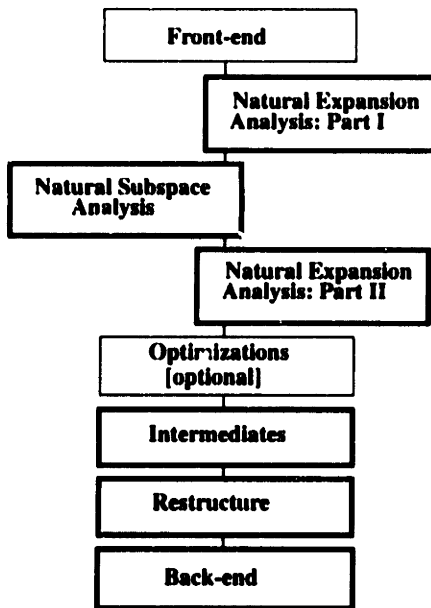 Front-end
Natural Expansion
Analysis: Part I
Natural Subspace
Analysis
Natural Expansion
Analysis: Part II
Optimizations
[optional]
Intermediates
Restructure
Back-end